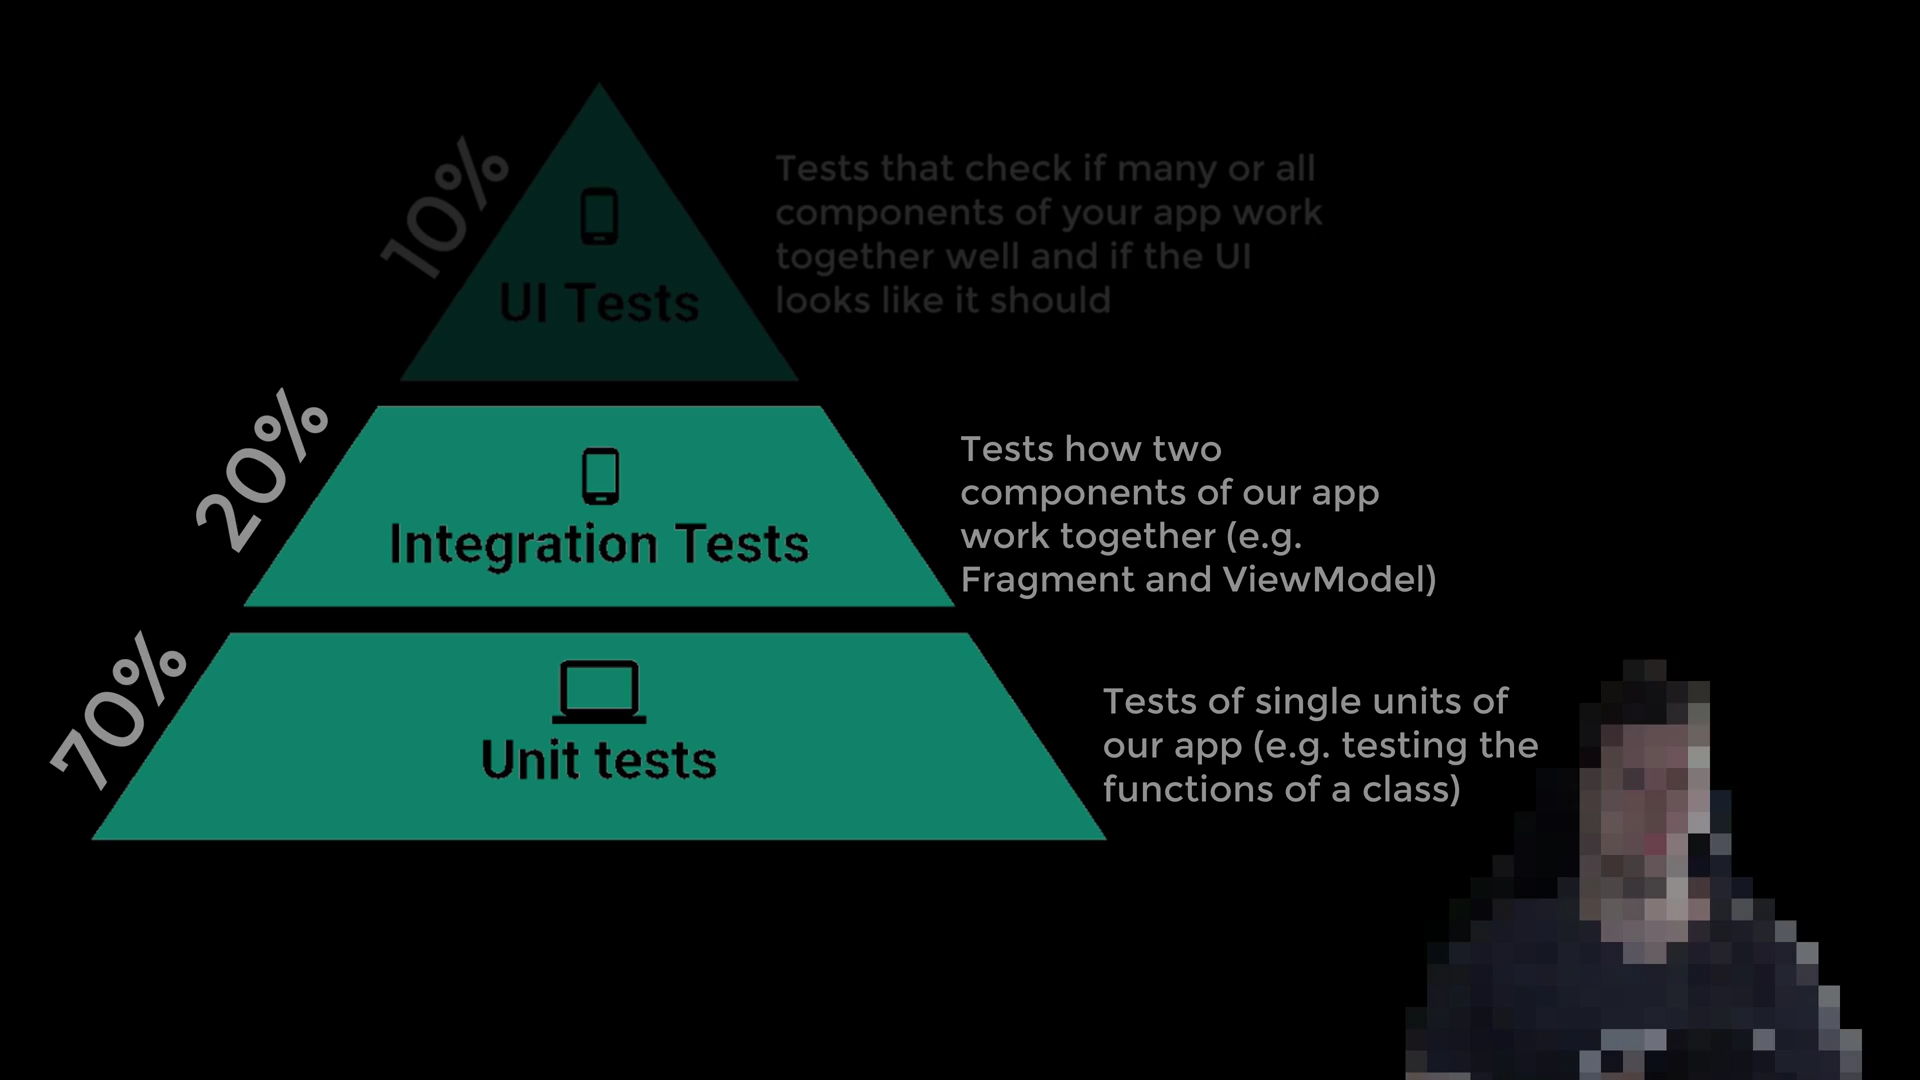 10%
UI Tests
Tests that check if many or all
components of your app work
together well and if the UI
looks like it should
20%
Integration Tests
Tests how two
components of our app
work together (e.g.
Fragment and ViewModel)
70%
Unit tests
Tests of single units of
our app (e.g. testing the
functions of a class)